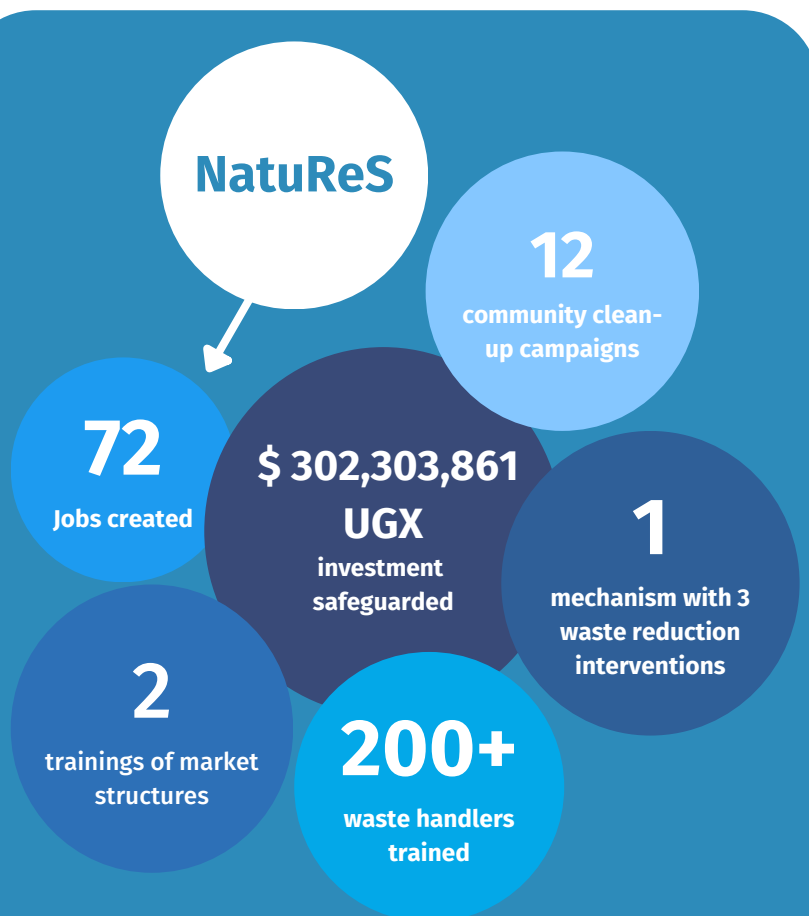 NatuReS
12
community clean-
up campaigns
72
Jobs created
$ 302,303,861
UGX
investment
safeguarded
1
mechanism with 3
waste reduction
interventions
2
trainings of market
structures
200+
waste handlers
trained